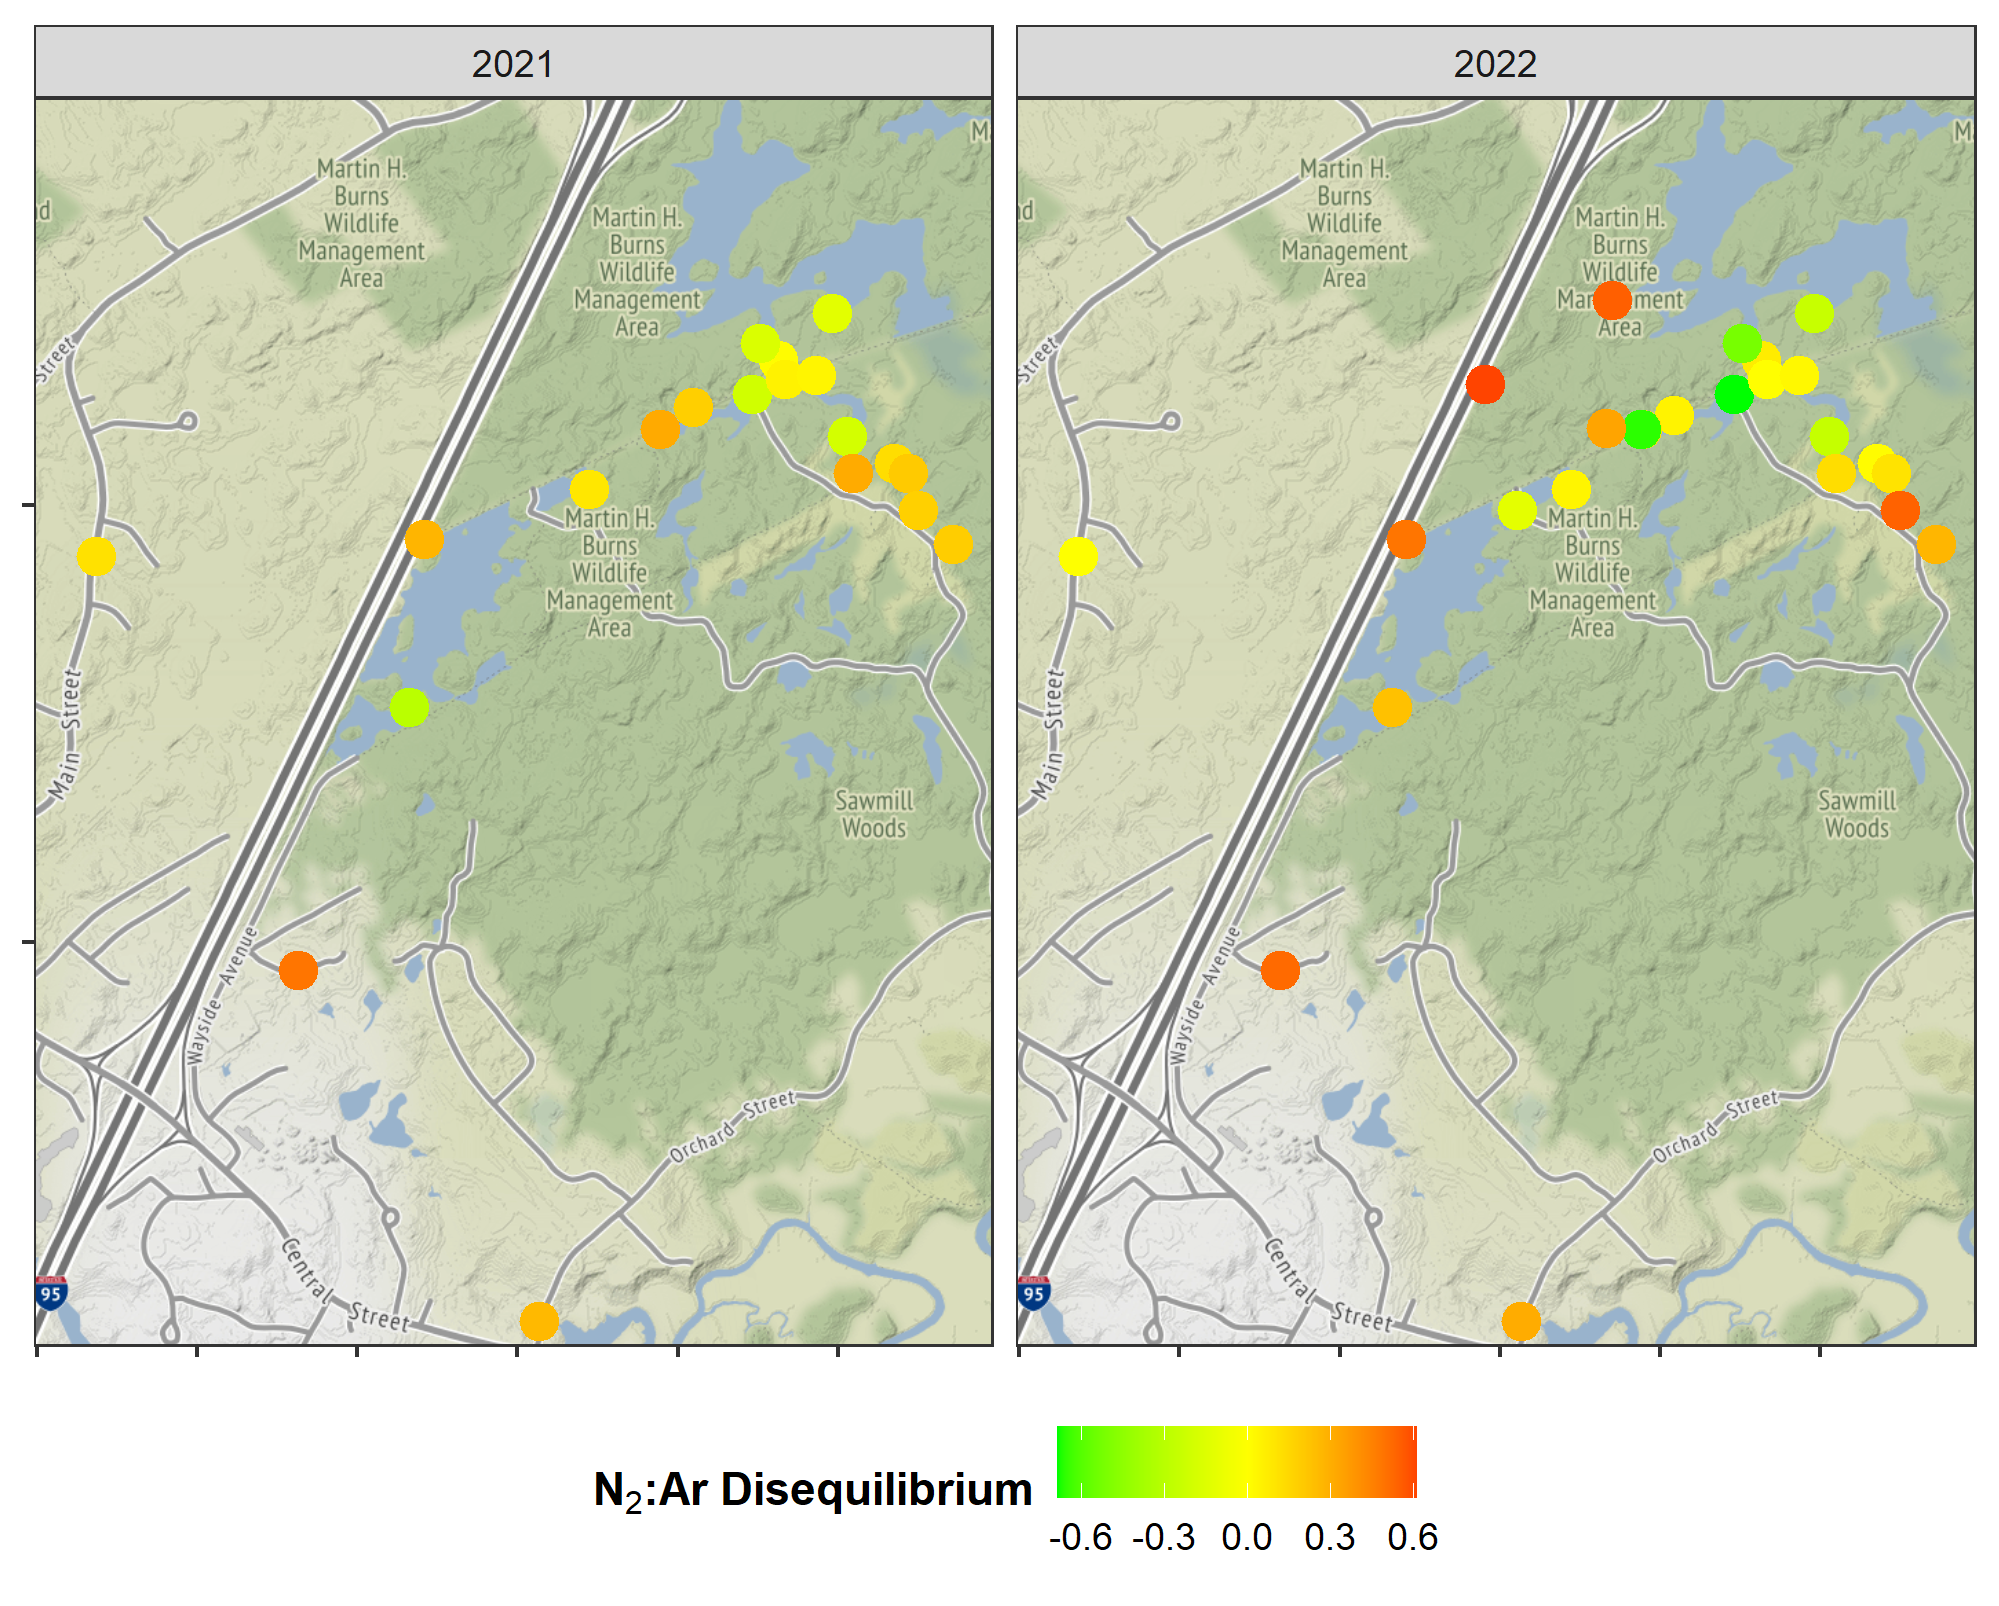 2021
2022
M
Martin H.
Burns
Wildlife
Management
Area
Martin H.
Burns
Wildlife
Management
Area
d
Street
Martin H.
Burns
Wildlife
Management
Area
Main Street
Sawmill
Woods
Wayside Avenue
Orchard Street
Central Street
95
M
Martin H.
Burns
Wildlife
Management
Area
Martin H.
Burns
Wildlife
Man ment
Area
nd
Street
Martin H.
Burns
Wildlife
Management
Area
Main Street
Sawmill
Woods
Wayside Avenue
Orchard Street
Central Street
95
N2:Ar Disequilibrium
-0.6 -0.3 0.0 0.3 0.6